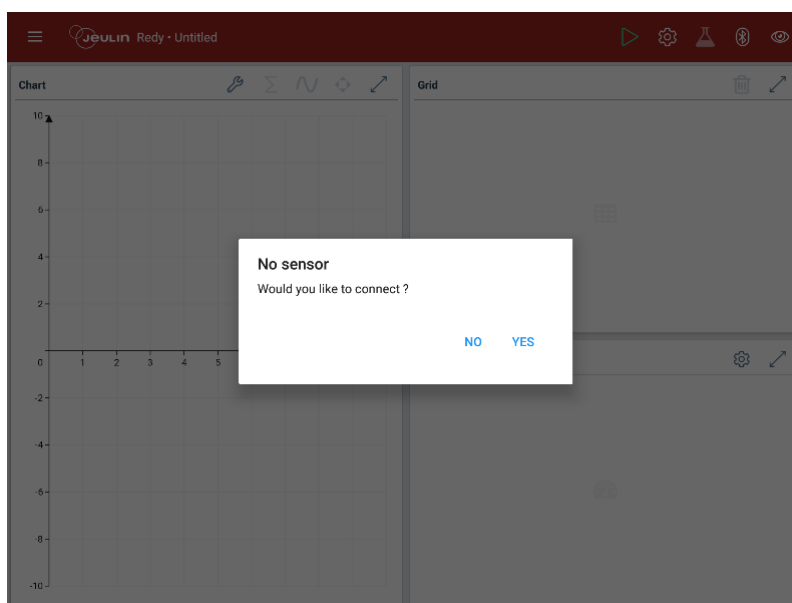 Jeulin Redy • Untitled
Chart
Grid
10
8
6
4
2
0 1 2 3 4 5
-2
-4
-6
-8
-10
No sensor
Would you like to connect ?
NO YES